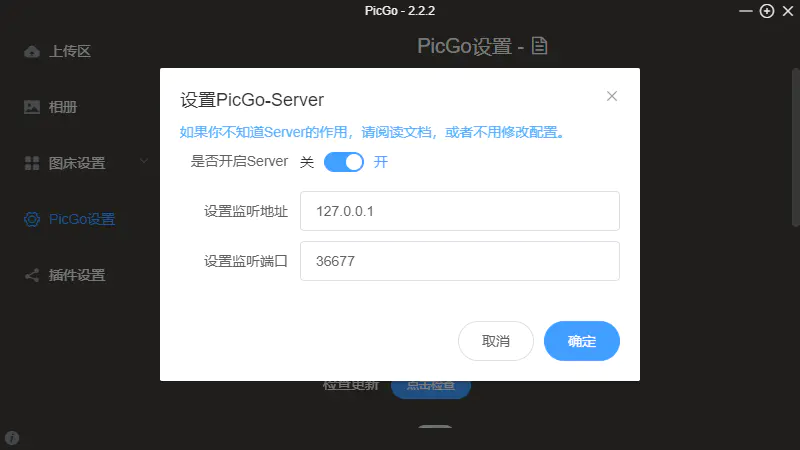 PicGo - 2.2.2
上传区
PicGo设置 -
相册
图床设置
PicGo设置
插件设置
设置PicGo-Server
如果你不知道Server的作用，请阅读文档，或者不用修改配置。
是否开启Server 关 开
设置监听地址 127.0.0.1
设置监听端口 36677
取消 确定
检查更新 点击检查